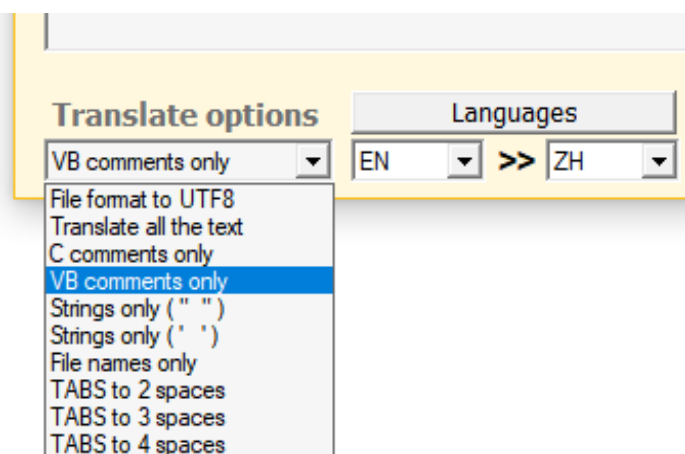 Translate options
Languages
VB comments only
EN >> ZH
File format to UTF8
Translate all the text
C comments only
VB comments only
Strings only ( " " )
Strings only ( ' ' )
File names only
TABS to 2 spaces
TABS to 3 spaces
TABS to 4 spaces